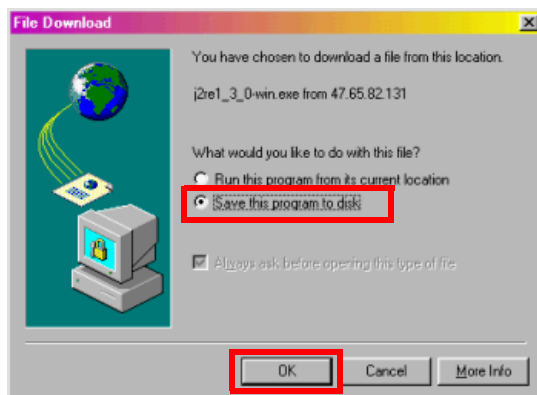 File Download
You have chosen to download a file from this location.
j2re1_3_0-win.exe from 47.65.82.131
What would you like to do with this file?
Run this program from its current location
Save this program to disk
Always ask before opening this type of file
OK
Cancel
More Info